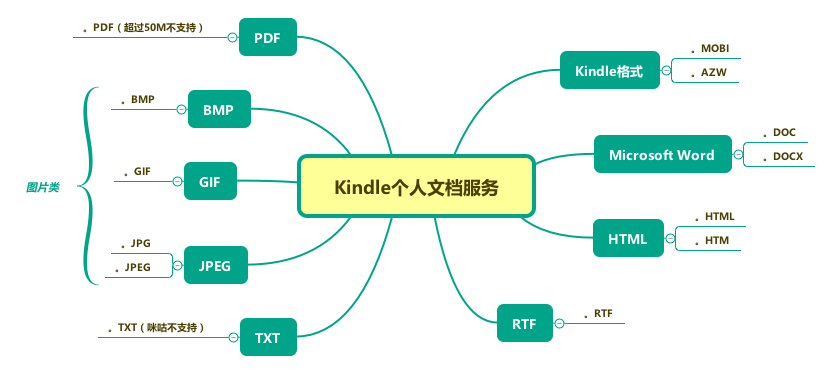 Kindle个人文档服务
Kindle格式
. MOBI
. AZW
Microsoft Word
. DOC
. DOCX
HTML
. HTML
. HTM
RTF
. RTF
PDF
. PDF（超过50M不支持）
图片类
BMP
. BMP
GIF
. GIF
JPEG
. JPG
. JPEG
TXT
. TXT（咪咕不支持）